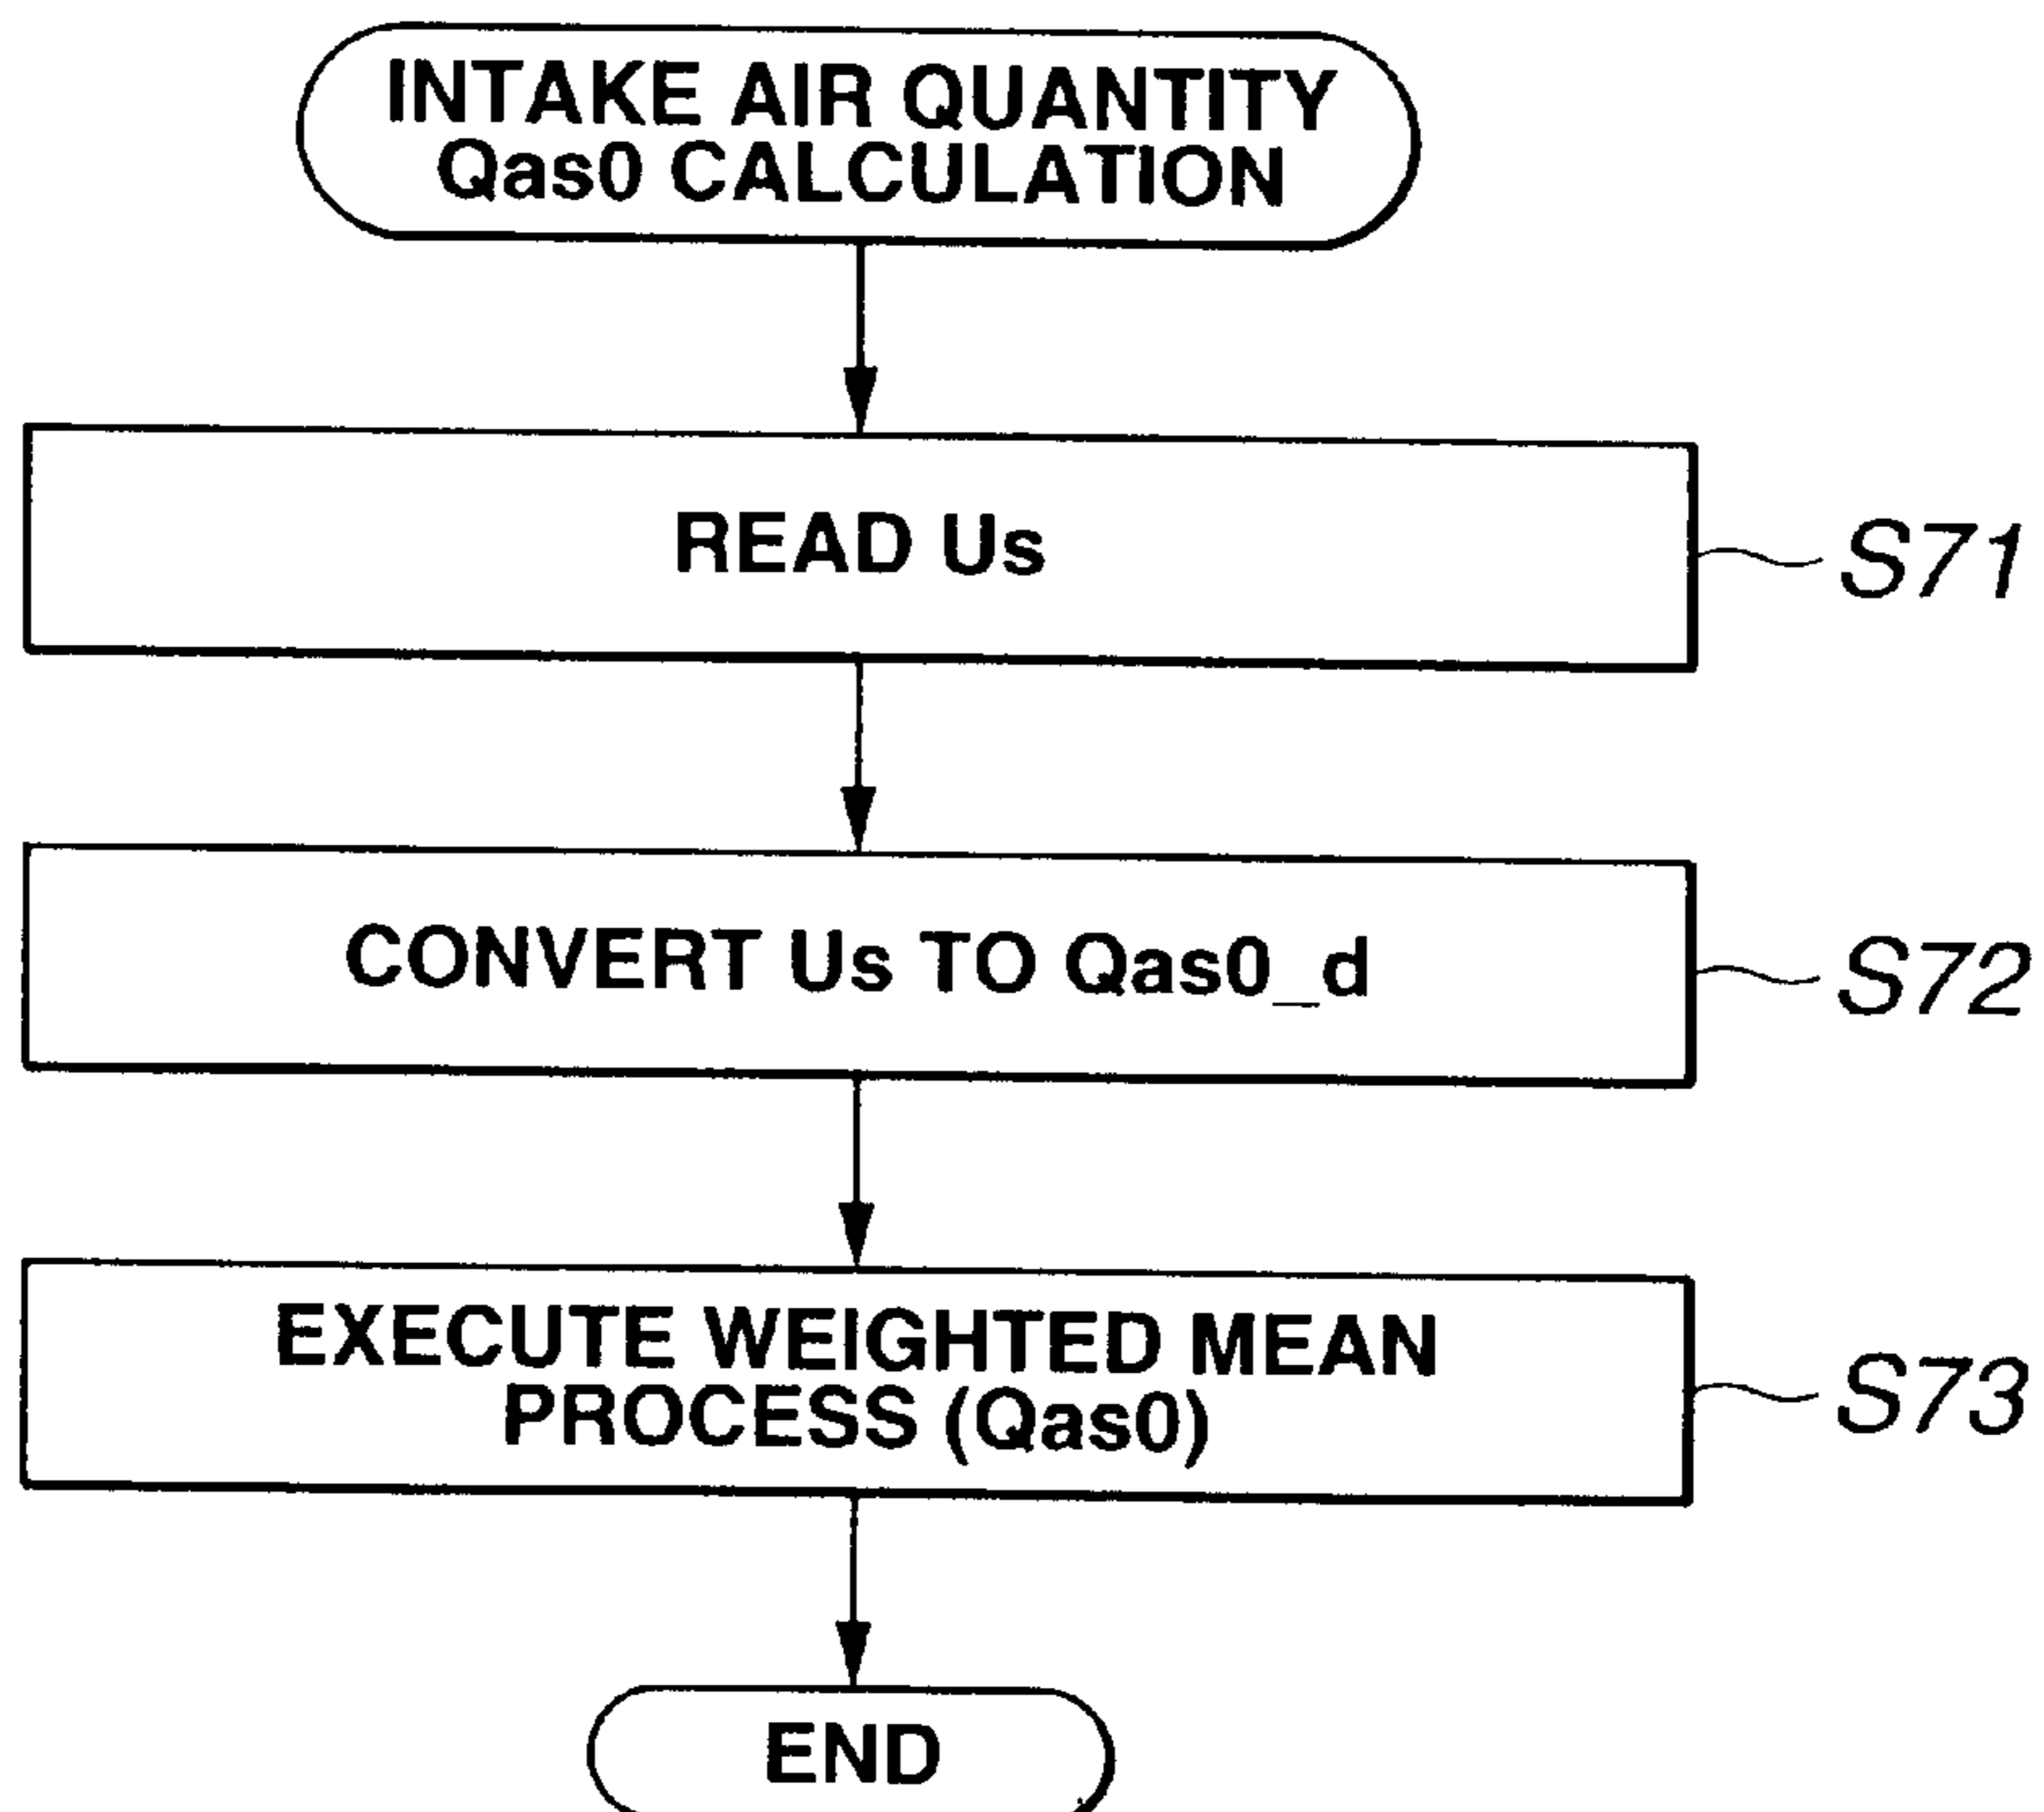 INTAKE AIR QUANTITY
Qas0 CALCULATION
READ Us
S71
CONVERT Us TO Qas0_d
S72
EXECUTE WEIGHTED MEAN
PROCESS (Qas0)
S73
END